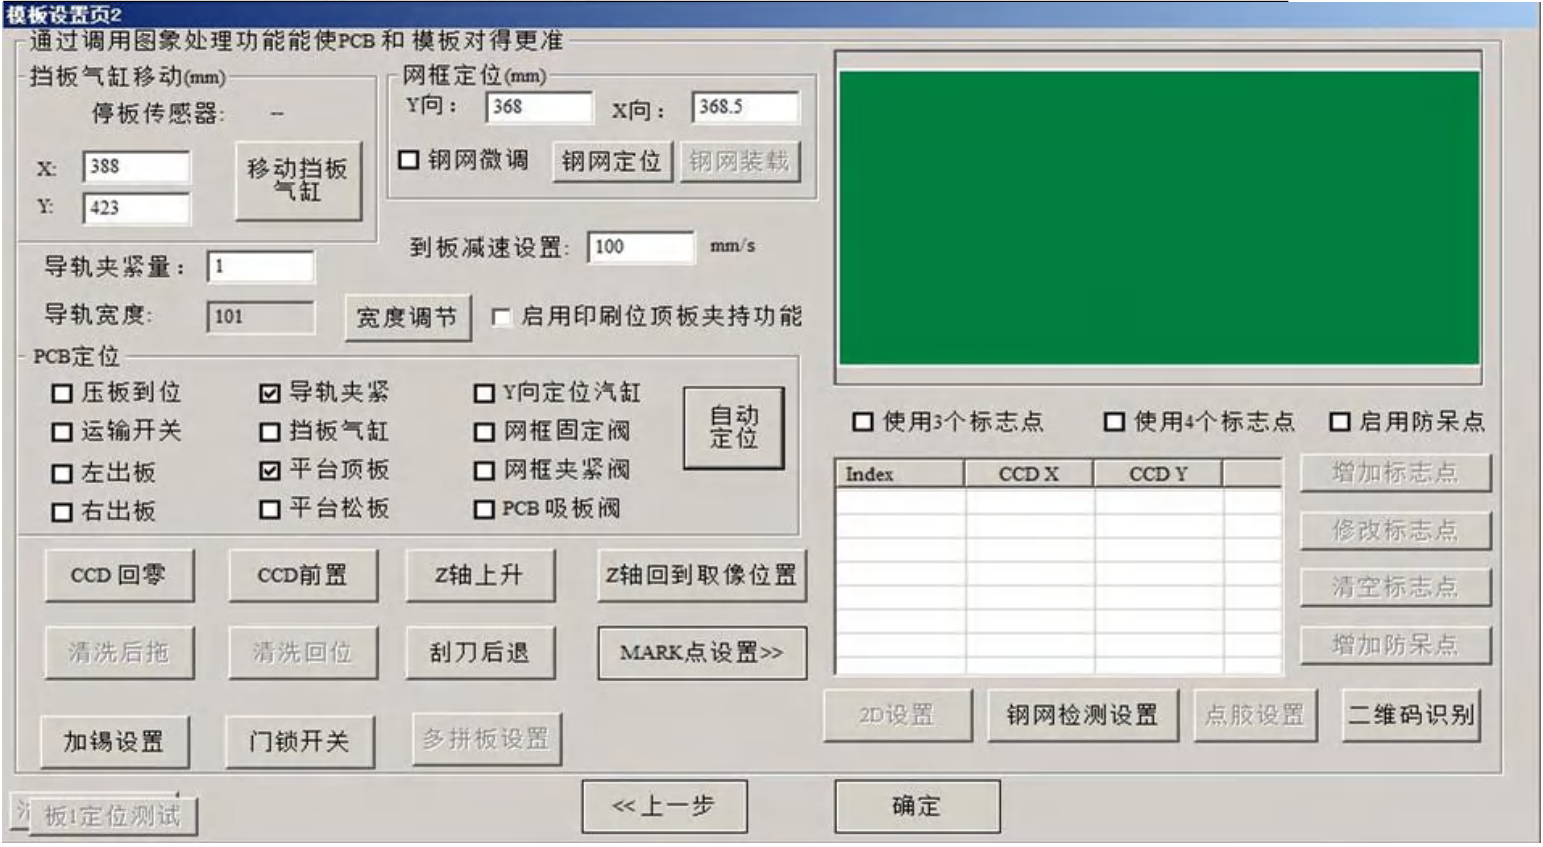 模板设置页2
通过调用图象处理功能能使PCB 和 模板对得更准
挡板气缸移动(mm)
停板传感器: --
X: 388
Y: 423
移动挡板
气缸
网框定位(mm)
Y向: 368
X向: 368.5
钢网微调
钢网定位
钢网装载
导轨夹紧量: 1
到板减速设置: 100 mm/s
导轨宽度: 101
宽度调节
启用印刷位顶板夹持功能
PCB定位
压板到位
导轨夹紧
Y向定位汽缸
运输开关
挡板气缸
网框固定阀
左出板
平台顶板
网框夹紧阀
右出板
平台松板
PCB 吸板阀
自动
定位
CCD 回零
CCD前置
Z轴上升
Z轴回到取像位置
清洗后拖
清洗回位
刮刀后退
MARK点设置>>
加锡设置
门锁开关
多拼板设置
使用3个标志点
使用4个标志点
启用防呆点
Index CCD X CCD Y
增加标志点
修改标志点
清空标志点
增加防呆点
2D设置
钢网检测设置
点胶设置
二维码识别
板1定位测试
<<上一步
确定